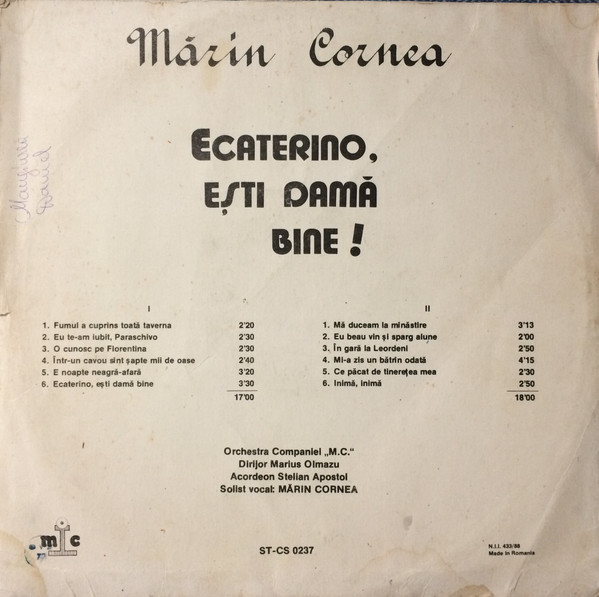 Mărin Cornea
ECATERINO,
EȘTI DAMĂ
BINE!
I
1. Fumul a cuprins toată taverna 2'20
2. Eu te-am iubit, Paraschivo 2'30
3. O cunosc pe Florentina 2'30
4. Într-un cavou sînt șapte mii de oase 2'40
5. E noapte neagră-afară 3'20
6. Ecaterino, ești damă bine 3'30
17'00
II
1. Mă duceam la mînăstire 3'13
2. Eu beau vin și sparg alune 2'00
3. În gară la Leordeni 2'50
4. Mi-a zis un bătrîn odată 4'15
5. Ce păcat de tinerețea mea 2'30
6. Inimă, inimă 2'50
18'00
Orchestra Companiei „M.C."
Dirijor Marius Olmazu
Acordeon Stelian Apostol
Solist vocal: MĂRIN CORNEA
m c
ST-CS 0237
N.I.I. 433/88
Made in Romania